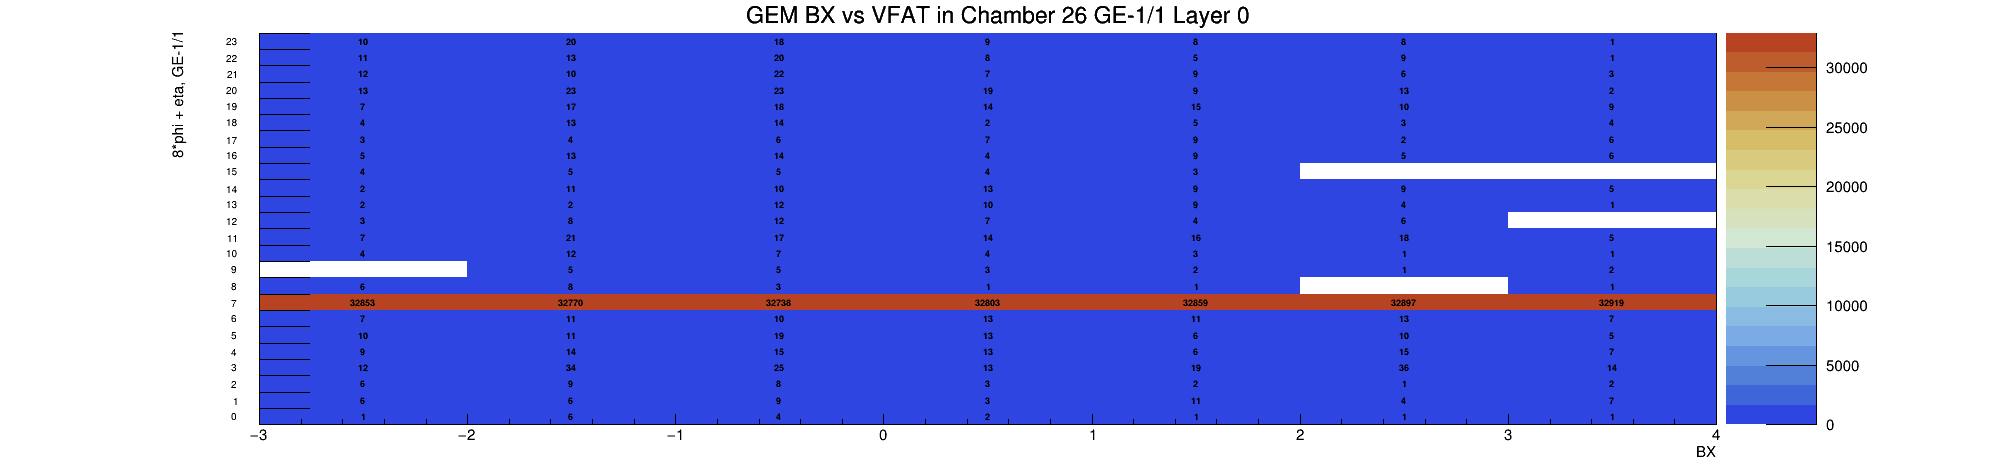 GEM BX vs VFAT in Chamber 26 GE-1/1 Layer 0
8*phi + eta, GE-1/1
23 10 20 18 9 8 8 1
22 11 13 20 8 5 9 1
21 12 10 22 7 9 6 3
20 13 23 23 19 9 13 2
19 7 17 18 14 15 10 9
18 4 13 14 2 5 3 4
17 3 4 6 7 9 2 6
16 5 13 14 4 9 5 6
15 4 5 5 4 3
14 2 11 10 13 9 9 5
13 2 2 12 10 9 4 1
12 3 8 12 7 4 6
11 7 21 17 14 16 18 5
10 4 12 7 4 3 1 1
9 5 5 3 2 1 2
8 6 8 3 1 1 1
7 32853 32770 32738 32803 32859 32897 32919
6 7 11 10 13 11 13 7
5 10 11 19 13 6 10 5
4 9 14 15 13 6 15 7
3 12 34 25 13 19 36 14
2 6 9 8 3 2 1 2
1 6 6 9 3 11 4 7
0 1 6 4 2 1 1 1
−3 −2 −1 0 1 2 3 4
BX
30000
25000
20000
15000
10000
5000
0